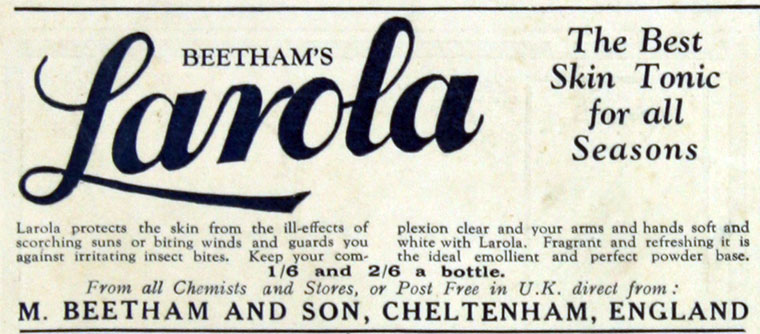 BEETHAM'S
Larola
The Best
Skin Tonic
for all
Seasons
Larola protects the skin from the ill-effects of
scorching suns or biting winds and guards you
against irritating insect bites. Keep your com-
plexion clear and your arms and hands soft and
white with Larola. Fragrant and refreshing it is
the ideal emollient and perfect powder base.
1/6 and 2/6 a bottle.
From all Chemists and Stores, or Post Free in U.K. direct from :
M. BEETHAM AND SON, CHELTENHAM, ENGLAND